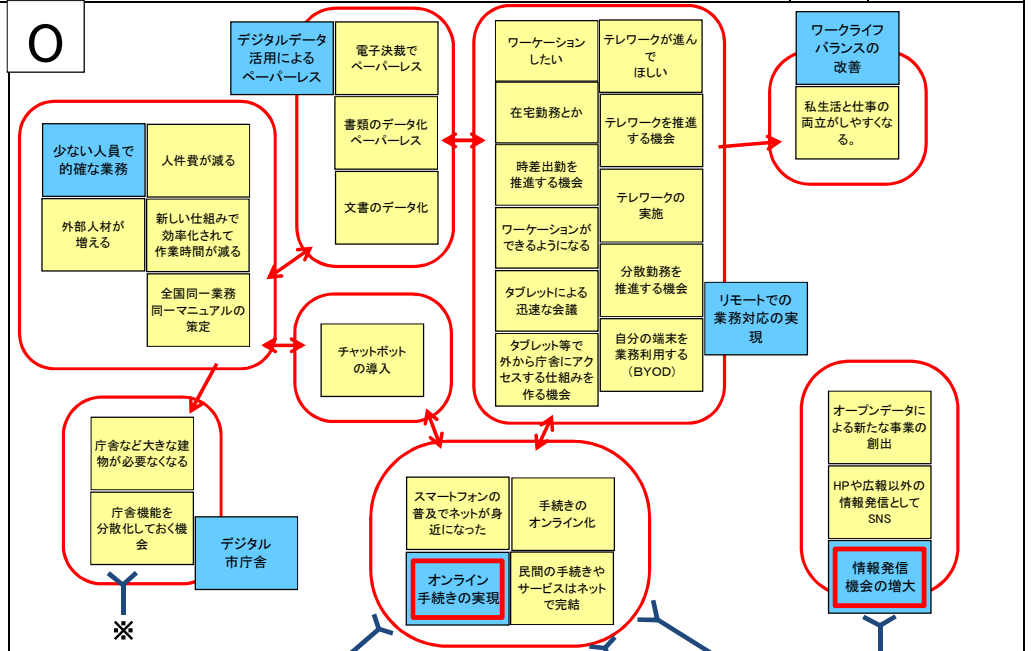 O
デジタルデータ
活用による
ペーパーレス
電子決裁で
ペーパーレス
書類のデータ化
ペーパーレス
文書のデータ化
少ない人員で
的確な業務
人件費が減る
外部人材が
増える
新しい仕組みで
効率化されて
作業時間が減る
全国同一業務
同一マニュアルの
策定
ワーケーション
したい
テレワークが進ん
で
ほしい
在宅勤務とか
テレワークを推進
する機会
時差出勤を
推進する機会
テレワークの
実施
ワーケーションが
できるようになる
分散勤務を
推進する機会
タブレットによる
迅速な会議
タブレット等で
外から庁舎にアク
セスする仕組みを
作る機会
自分の端末を
業務利用する
（BYOD）
リモートでの
業務対応の実
現
ワークライフ
バランスの
改善
私生活と仕事の
両立がしやすくな
る。
チャットボット
の導入
庁舎など大きな建
物が必要なくなる
庁舎機能を
分散化しておく機
会
デジタル
市庁舎
※
スマートフォンの
普及でネットが身
近になった
手続きの
オンライン化
オンライン
手続きの実現
民間の手続きや
サービスはネット
で完結
オープンデータに
よる新たな事業の
創出
HPや広報以外の
情報発信として
SNS
情報発信
機会の増大